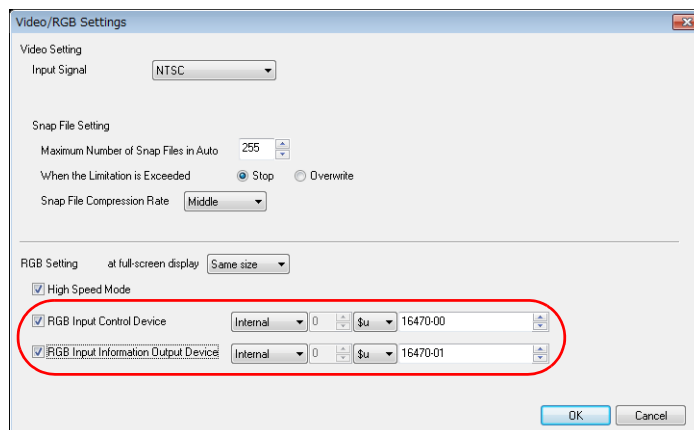 Video/RGB Settings
Video Setting
Input Signal NTSC
Snap File Setting
Maximum Number of Snap Files in Auto 255
When the Limitation is Exceeded Stop Overwrite
Snap File Compression Rate Middle
RGB Setting at full-screen display Same size
High Speed Mode
RGB Input Control Device Internal 0 $u 16470-00
RGB Input Information Output Device Internal 0 $u 16470-01
OK Cancel